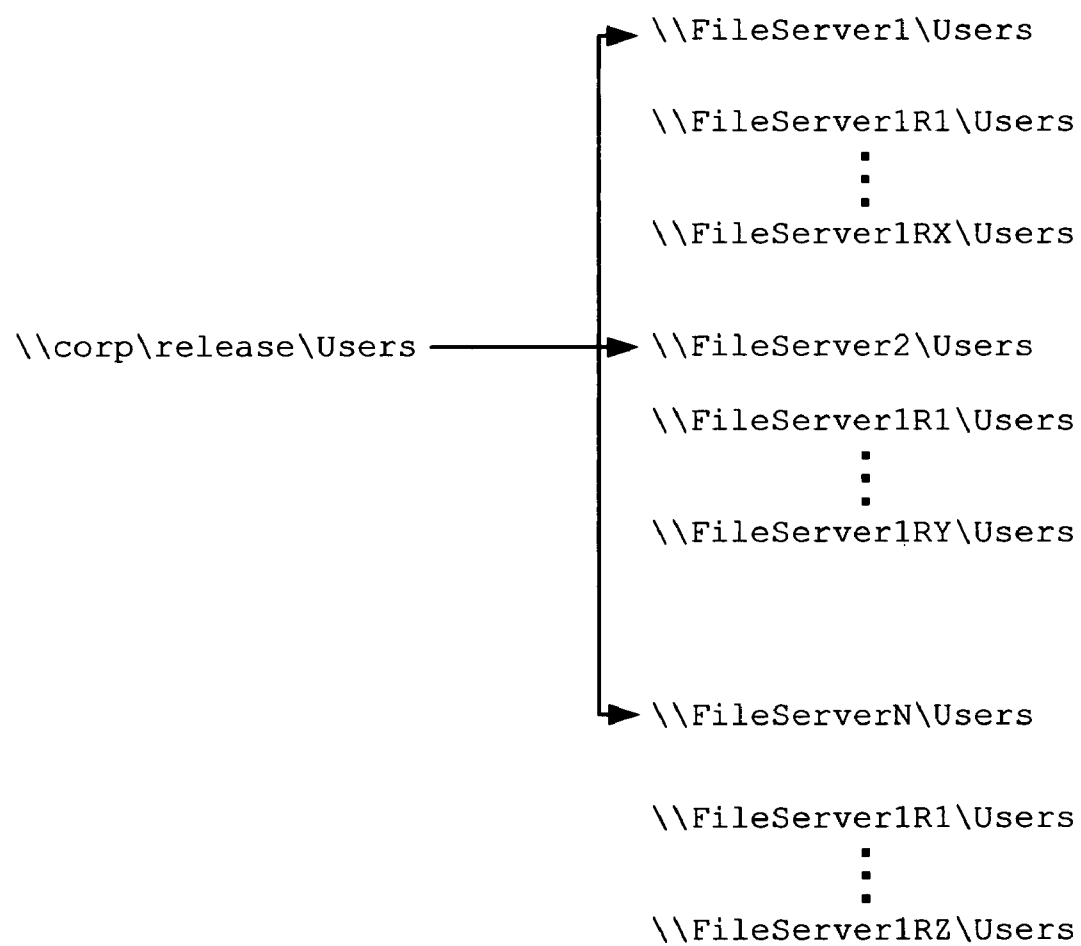 \\FileServer1\Users
\\FileServer1R1\Users
\\FileServer1RX\Users
\\corp\release\Users
\\FileServer2\Users
\\FileServer1R1\Users
\\FileServer1RY\Users
\\FileServerN\Users
\\FileServer1R1\Users
\\FileServer1RZ\Users